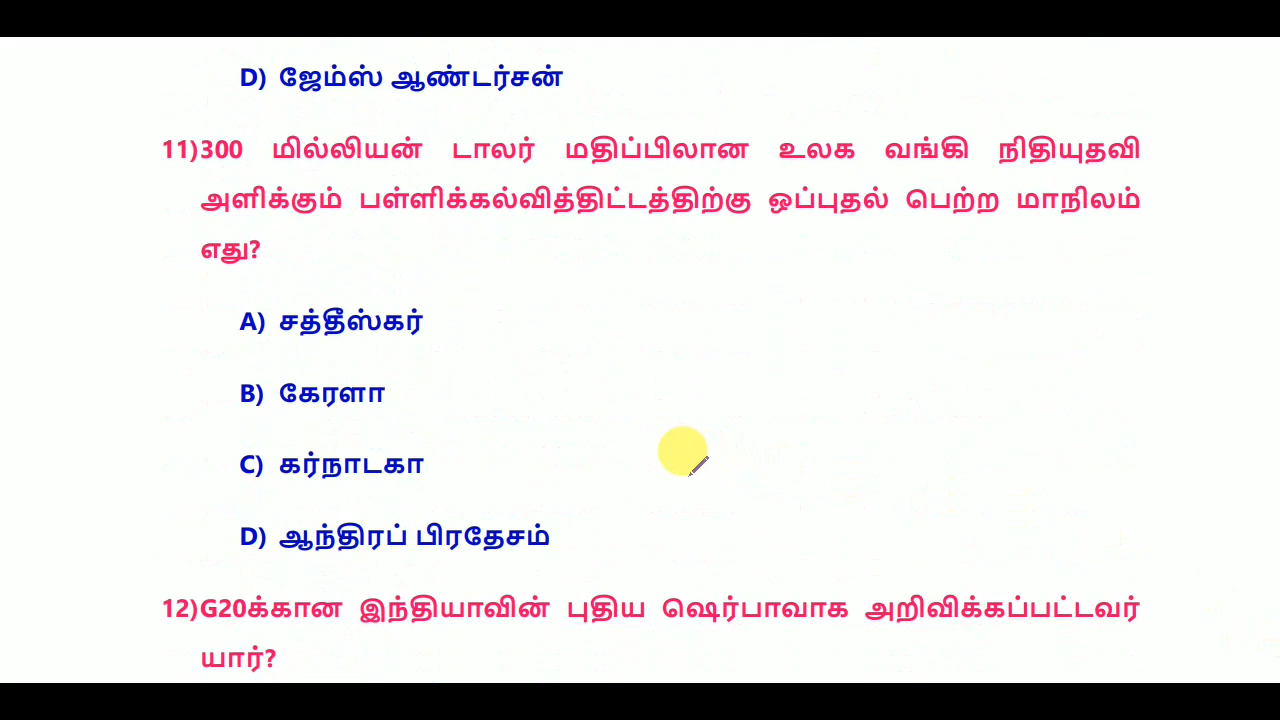 D) ஜேம்ஸ் ஆண்டர்சன்
11)300 மில்லியன் டாலர் மதிப்பிலான உலக வங்கி நிதியுதவி
அளிக்கும் பள்ளிக்கல்வித்திட்டத்திற்கு ஒப்புதல் பெற்ற மாநிலம்
எது?
A) சத்தீஸ்கர்
B) கேரளா
C) கர்நாடகா
D) ஆந்திரப் பிரதேசம்
12)G20க்கான இந்தியாவின் புதிய ஷெர்பாவாக அறிவிக்கப்பட்டவர்
யார்?